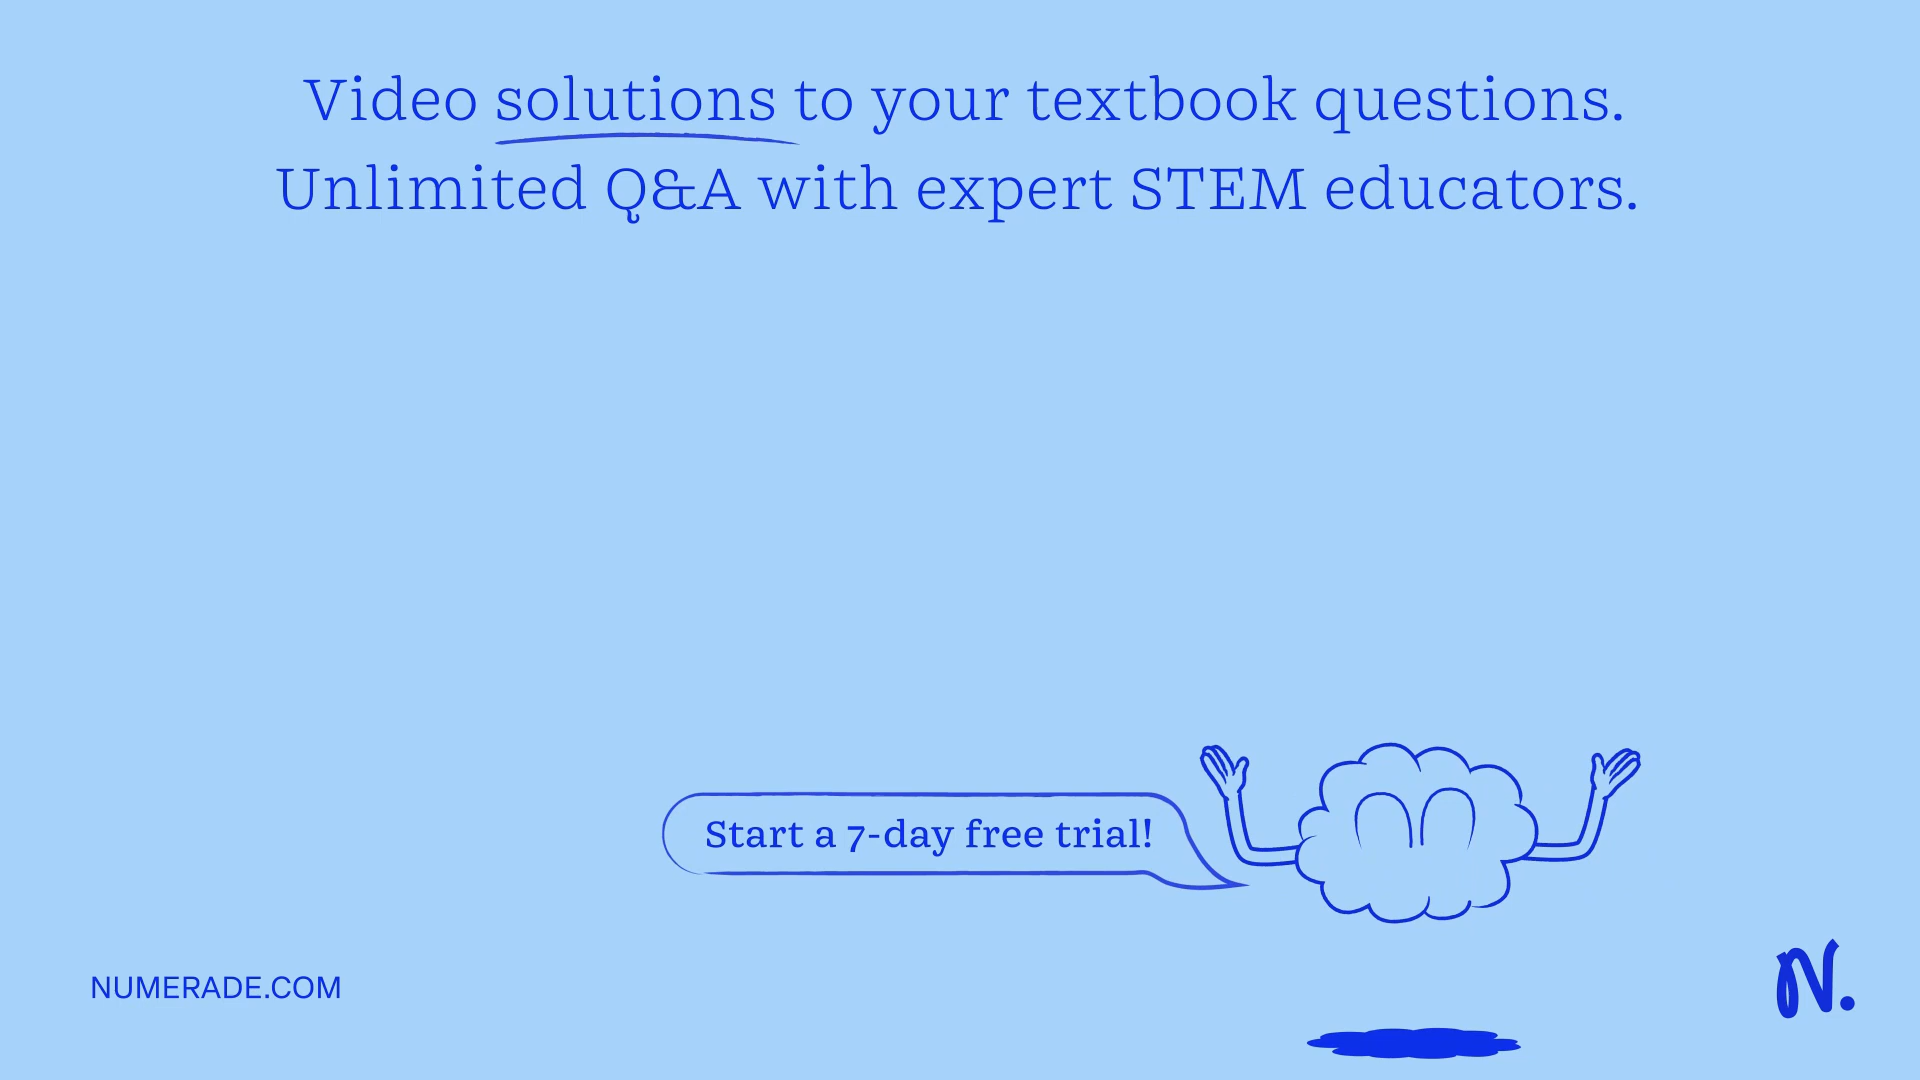 Video solutions to your textbook questions.
Unlimited Q&A with expert STEM educators.
Start a 7-day free trial!
NUMERADE.COM
N.